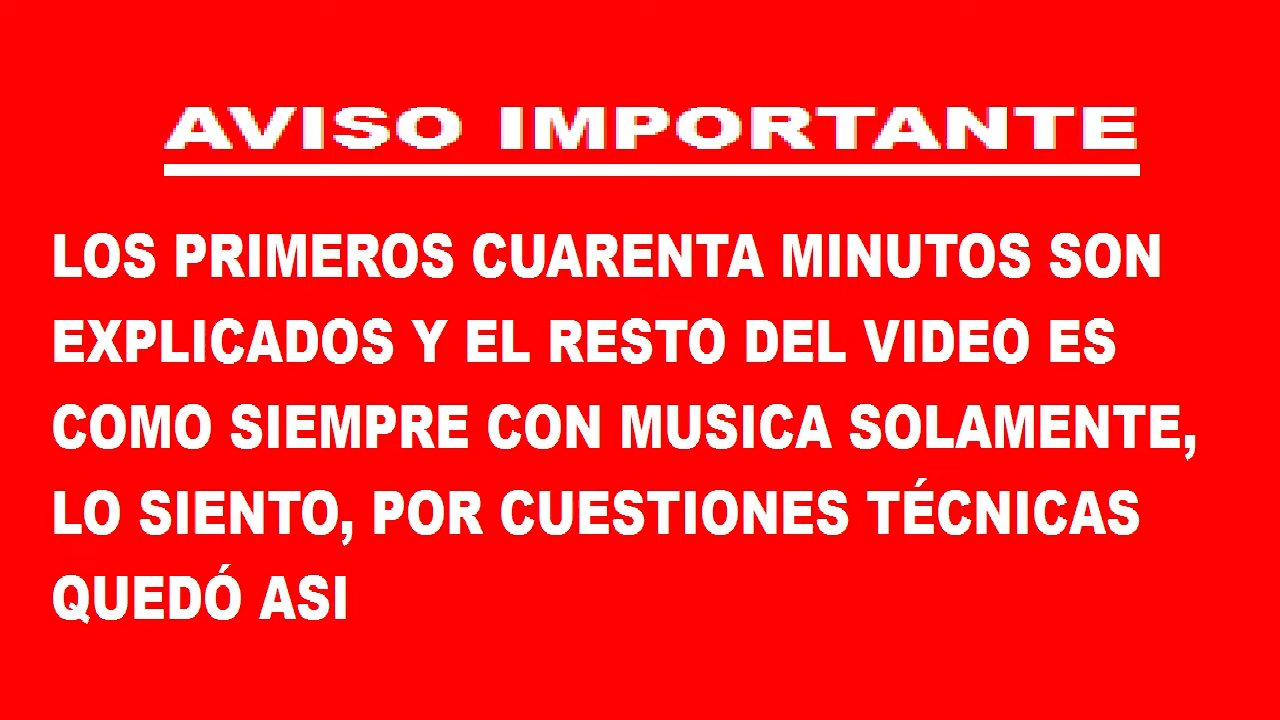 AVISO IMPORTANTE
LOS PRIMEROS CUARENTA MINUTOS SON
EXPLICADOS Y EL RESTO DEL VIDEO ES
COMO SIEMPRE CON MUSICA SOLAMENTE,
LO SIENTO, POR CUESTIONES TÉCNICAS
QUEDÓ ASI